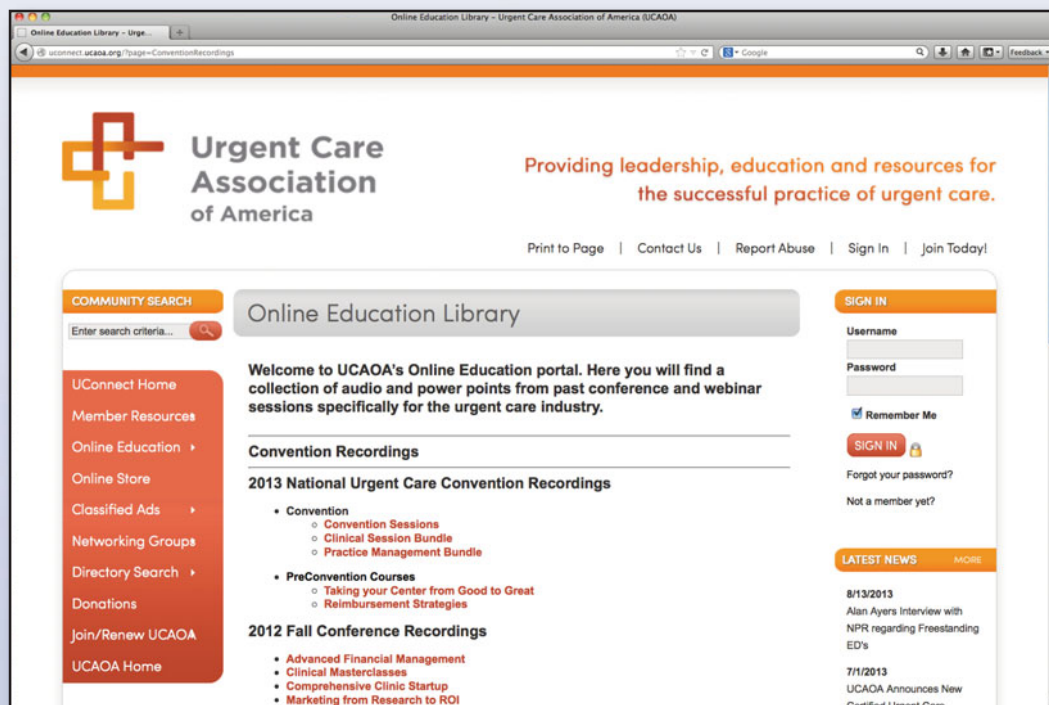 Online Education Library – Urgent Care Association of America (UCAOA)
Online Education Library – Urge...
uconnect.ucaoa.org/?page=ConventionRecordings
Google
Feedback
Urgent Care
Association
of America
Providing leadership, education and resources for
the successful practice of urgent care.
Print to Page | Contact Us | Report Abuse | Sign In | Join Today!
COMMUNITY SEARCH
Enter search criteria...
UConnect Home
Member Resources
Online Education
Online Store
Classified Ads
Networking Groups
Directory Search
Donations
Join/Renew UCAOA
UCAOA Home
Online Education Library
Welcome to UCAOA's Online Education portal. Here you will find a
collection of audio and power points from past conference and webinar
sessions specifically for the urgent care industry.
Convention Recordings
2013 National Urgent Care Convention Recordings
• Convention
○ Convention Sessions
○ Clinical Session Bundle
○ Practice Management Bundle
• PreConvention Courses
○ Taking your Center from Good to Great
○ Reimbursement Strategies
2012 Fall Conference Recordings
• Advanced Financial Management
• Clinical Masterclasses
• Comprehensive Clinic Startup
• Marketing from Research to ROI
SIGN IN
Username
Password
Remember Me
SIGN IN
Forgot your password?
Not a member yet?
LATEST NEWS MORE
8/13/2013
Alan Ayers Interview with
NPR regarding Freestanding
ED's
7/1/2013
UCAOA Announces New
Certified Urgent Care